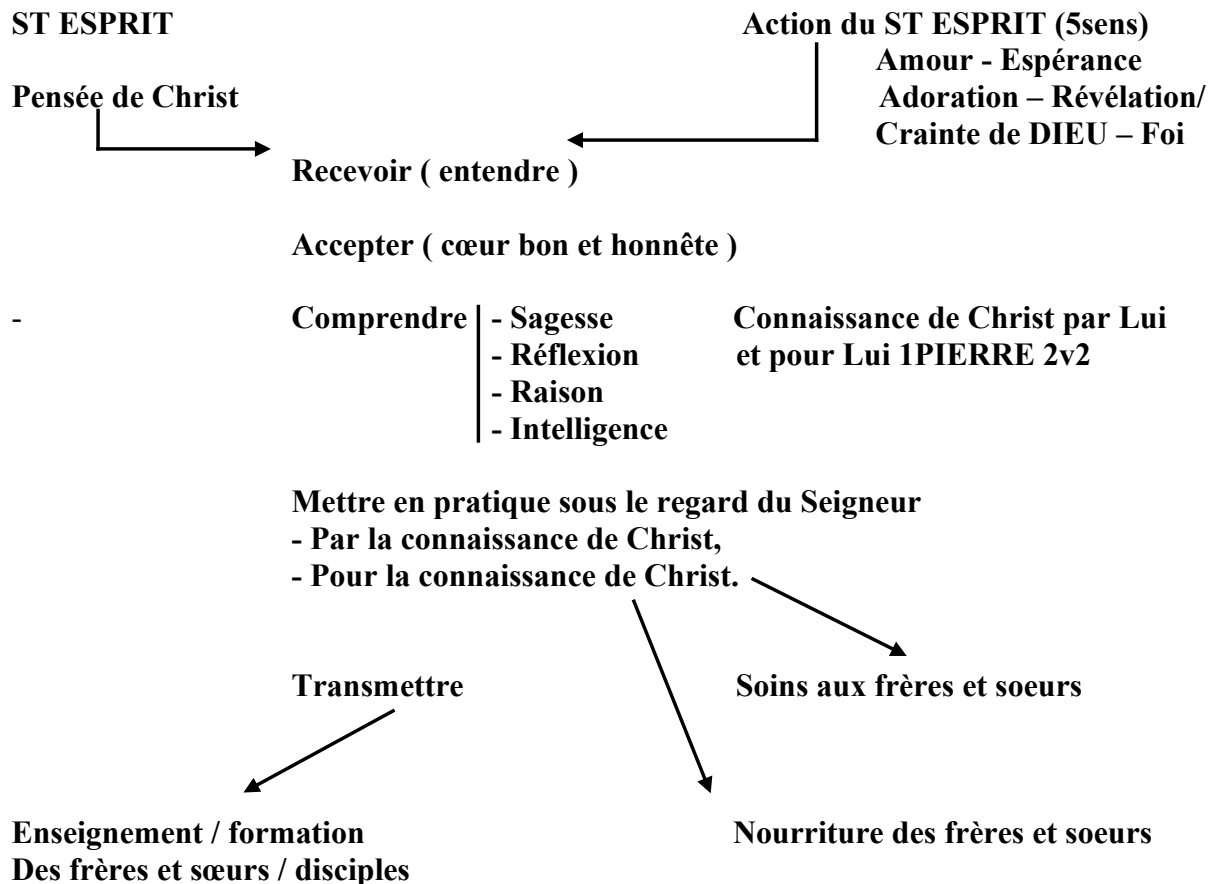 ST ESPRIT
Action du ST ESPRIT (5sens)
Amour - Espérance
Pensée de Christ
Adoration – Révélation/
Crainte de DIEU – Foi
Recevoir ( entendre )
Accepter ( cœur bon et honnête )
-
Comprendre
- Sagesse
- Réflexion
- Raison
- Intelligence
Connaissance de Christ par Lui
et pour Lui 1PIERRE 2v2
Mettre en pratique sous le regard du Seigneur
- Par la connaissance de Christ,
- Pour la connaissance de Christ.
Transmettre
Soins aux frères et soeurs
Enseignement / formation
Des frères et sœurs / disciples
Nourriture des frères et soeurs